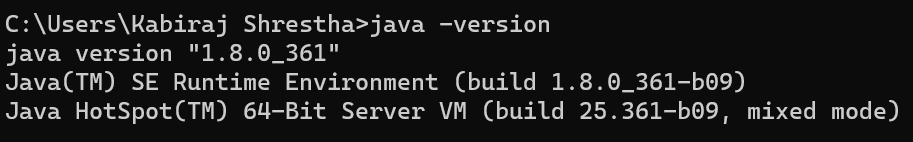 C:\Users\Kabiraj Shrestha>java -version
java version "1.8.0_361"
Java(TM) SE Runtime Environment (build 1.8.0_361-b09)
Java HotSpot(TM) 64-Bit Server VM (build 25.361-b09, mixed mode)